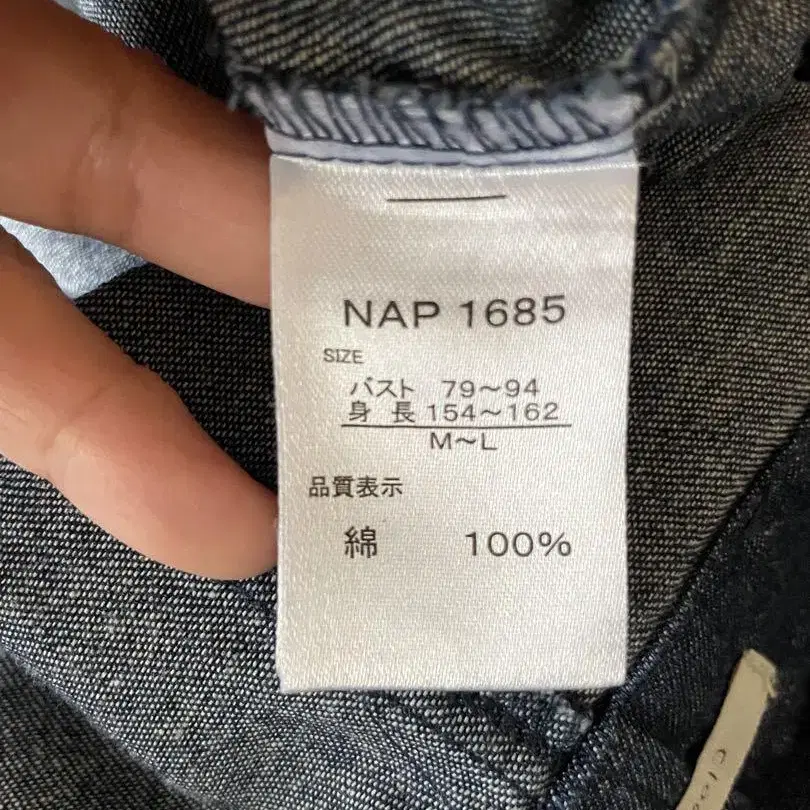 NAP 1685
SIZE
バスト 79～94
身 長 154～162
M～L
品質表示
綿 100%